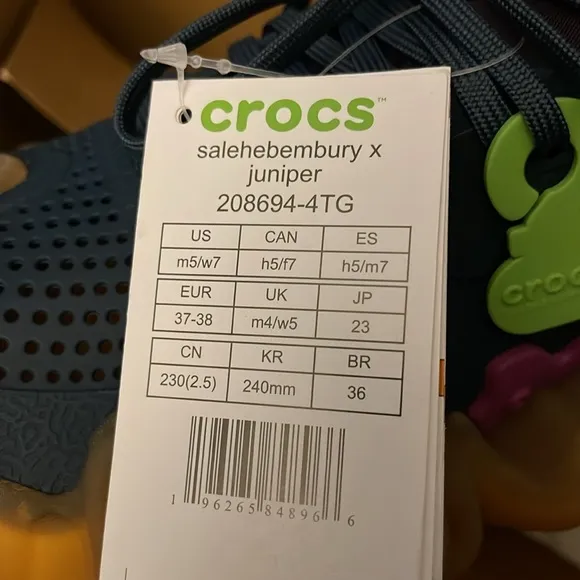 crocs™
salehebembury x
juniper
208694-4TG
US CAN ES
m5/w7 h5/f7 h5/m7
EUR UK JP
37-38 m4/w5 23
CN KR BR
230(2.5) 240mm 36
1 96265 84896 6
crocs